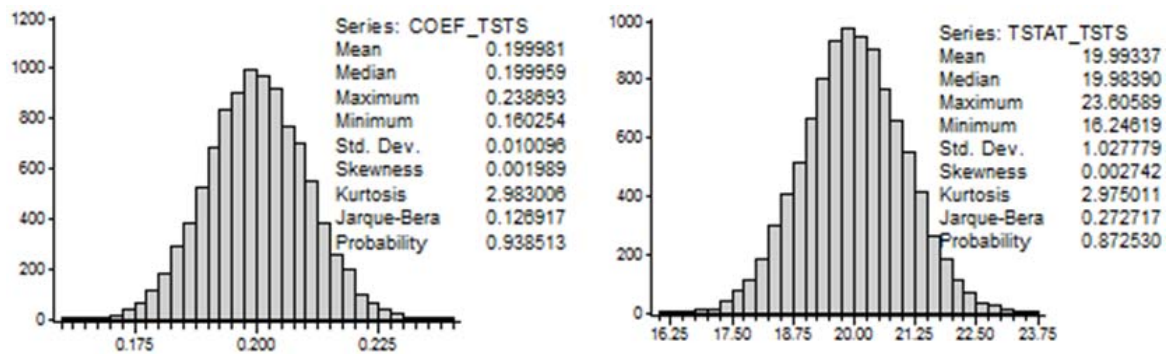 1200
1000
800
600
400
200
0
0.175 0.200 0.225
Series: COEF_TSTS
Mean 0.199981
Median 0.199959
Maximum 0.238693
Minimum 0.160254
Std. Dev. 0.010096
Skewness 0.001989
Kurtosis 2.983006
Jarque-Bera 0.126917
Probability 0.938513
1000
800
600
400
200
0
16.25 17.50 18.75 20.00 21.25 22.50 23.75
Series: TSTAT_TSTS
Mean 19.99337
Median 19.98390
Maximum 23.60589
Minimum 16.24619
Std. Dev. 1.027779
Skewness 0.002742
Kurtosis 2.975011
Jarque-Bera 0.272717
Probability 0.872530